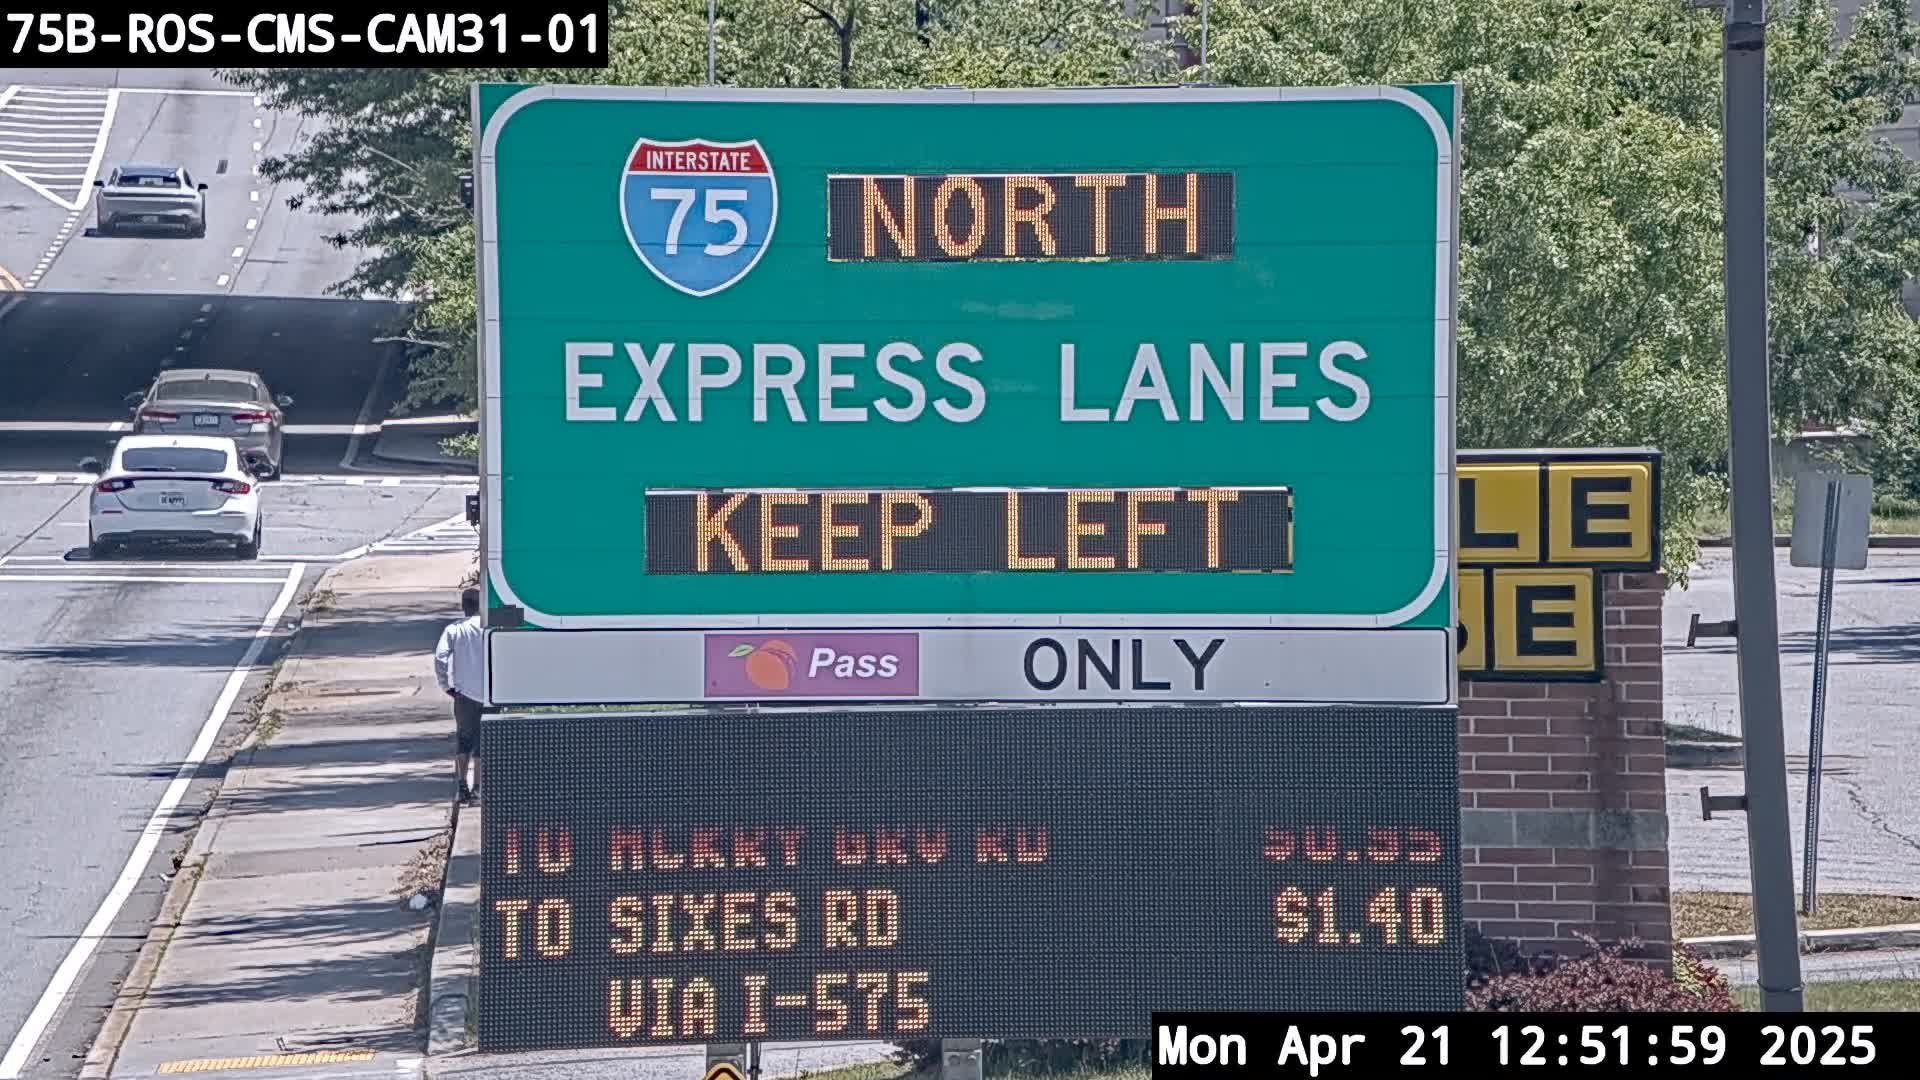 75B-ROS-CMS-CAM31-01
INTERSTATE
75
NORTH
EXPRESS LANES
KEEP LEFT
LE
E
Pass ONLY
TO SIXES RD $1.40
VIA I-575
Mon Apr 21 12:51:59 2025